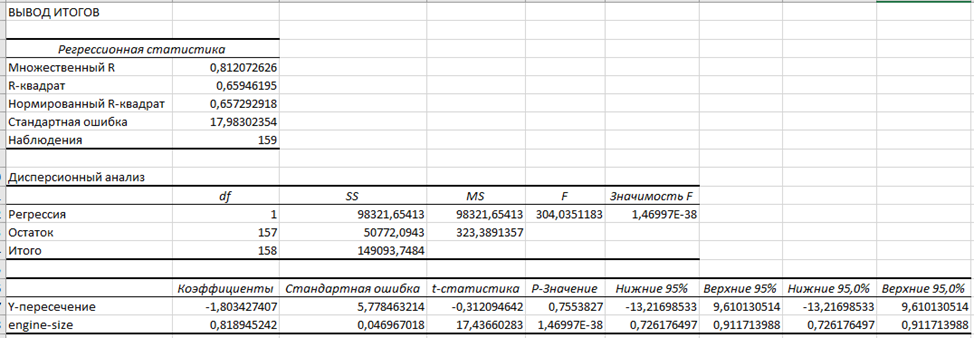 ВЫВОД ИТОГОВ
Регрессионная статистика
Множественный R 0,812072626
R-квадрат 0,65946195
Нормированный R-квадрат 0,657292918
Стандартная ошибка 17,98302354
Наблюдения 159
Дисперсионный анализ
df SS MS F Значимость F
Регрессия 1 98321,65413 98321,65413 304,0351183 1,46997E-38
Остаток 157 50772,0943 323,3891357
Итого 158 149093,7484
Коэффициенты Стандартная ошибка t-статистика P-Значение Нижние 95% Верхние 95% Нижние 95,0% Верхние 95,0%
Y-пересечение -1,803427407 5,778463214 -0,312094642 0,7553827 -13,21698533 9,610130514 -13,21698533 9,610130514
engine-size 0,818945242 0,046967018 17,43660283 1,46997E-38 0,726176497 0,911713988 0,726176497 0,911713988